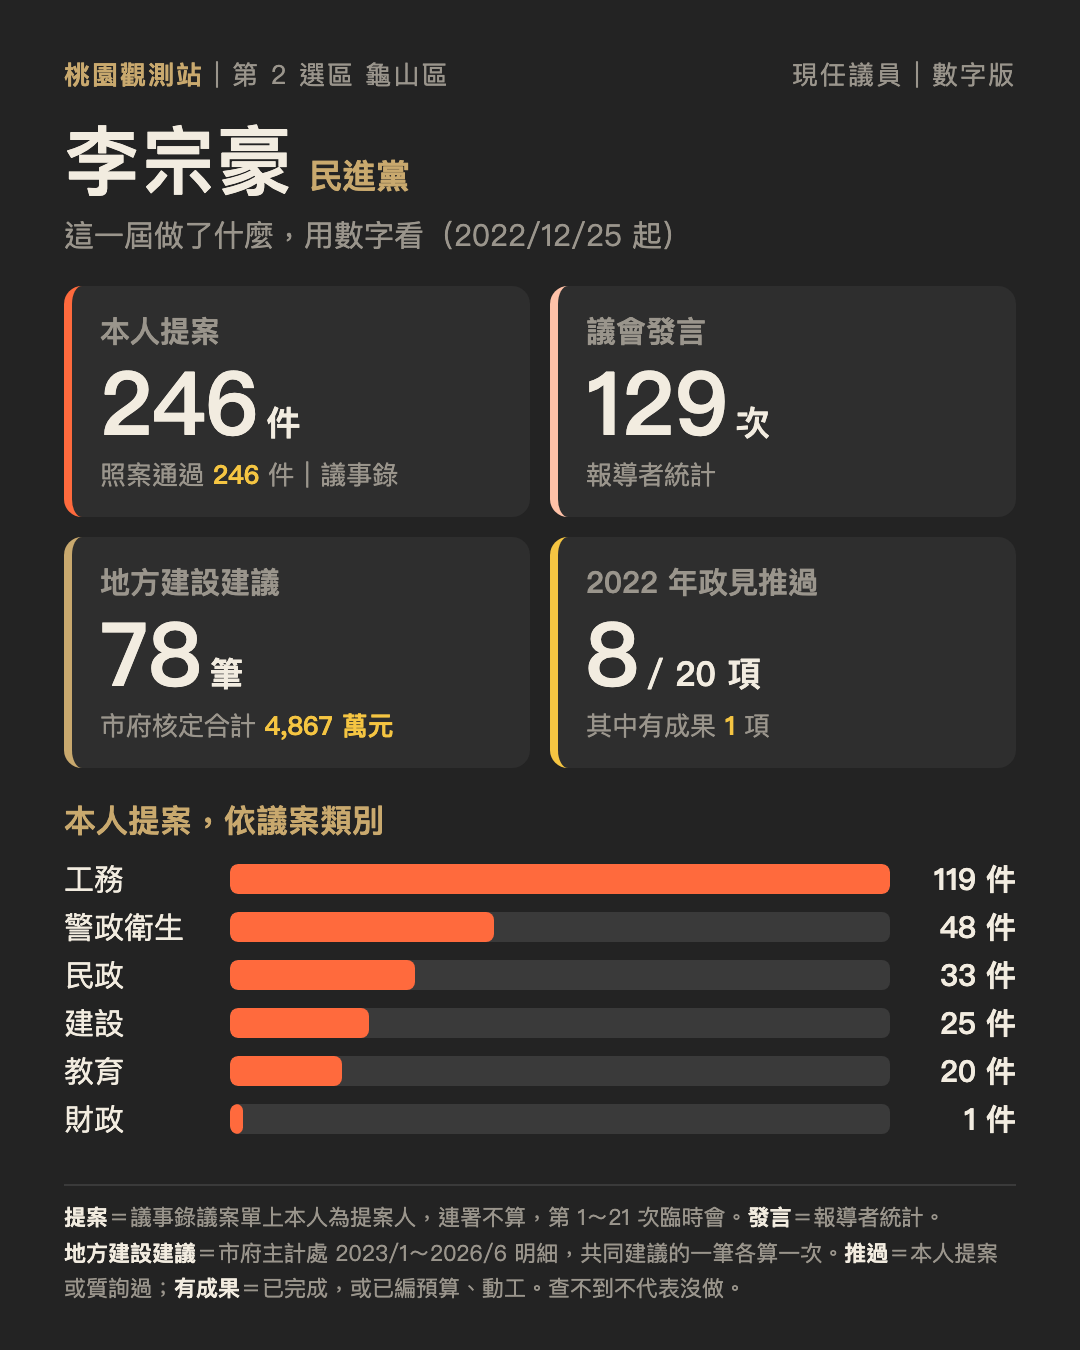 桃園觀測站｜第 2 選區 龜山區
現任議員｜數字版
李宗豪 民進黨
這一屆做了什麼，用數字看（2022/12/25 起）
本人提案
246 件
照案通過 246 件｜議事錄
議會發言
129 次
報導者統計
地方建設建議
78 筆
市府核定合計 4,867 萬元
2022 年政見推過
8 / 20 項
其中有成果 1 項
本人提案，依議案類別
工務 119 件
警政衛生 48 件
民政 33 件
建設 25 件
教育 20 件
財政 1 件
提案＝議事錄議案單上本人為提案人，連署不算，第 1～21 次臨時會。發言＝報導者統計。
地方建設建議＝市府主計處 2023/1～2026/6 明細，共同建議的一筆各算一次。推過＝本人提案
或質詢過；有成果＝已完成，或已編預算、動工。查不到不代表沒做。